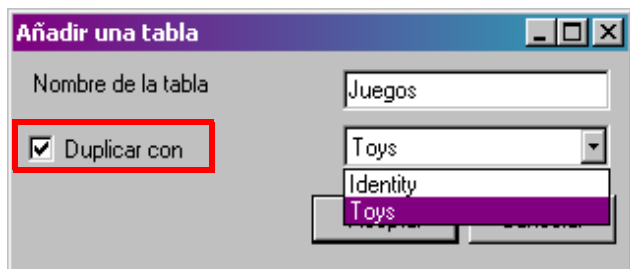 Añadir una tabla
Nombre de la tabla
Juegos
Duplicar con
Toys
Identity
Toys